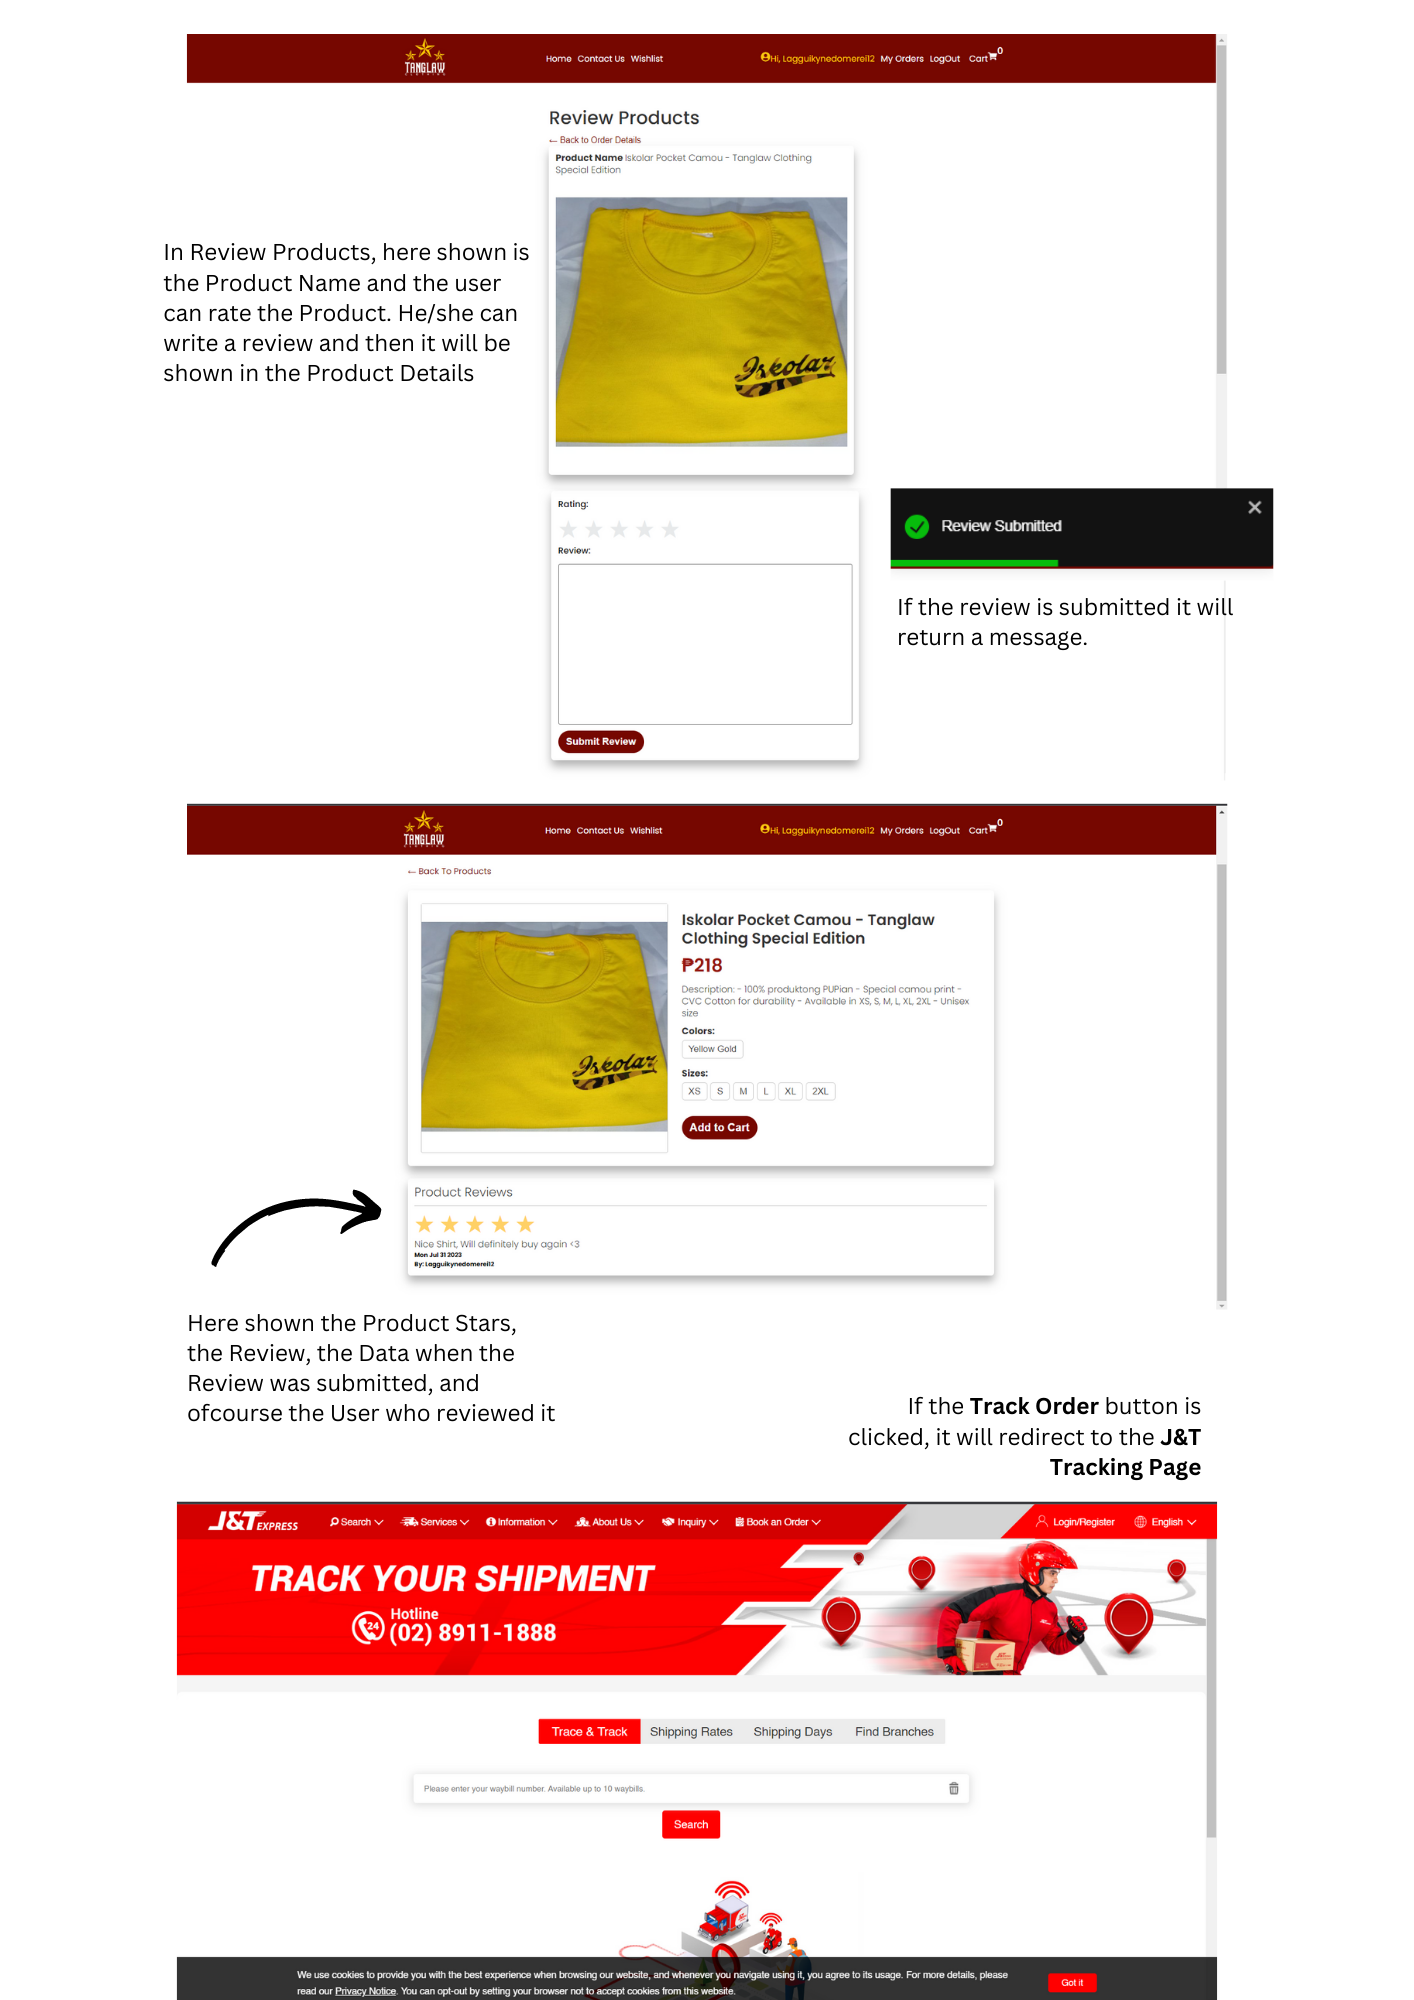 TANGLAW
CLOTHING
Home Contact Us Wishlist
Hi, Lagguikynedomerei12 My Orders LogOut Cart 0
Review Products
← Back to Order Details
Product Name Iskolar Pocket Camou - Tanglaw Clothing
Special Edition
Iskolar
In Review Products, here shown is
the Product Name and the user
can rate the Product. He/she can
write a review and then it will be
shown in the Product Details
Rating:
Review:
Submit Review
Review Submitted
If the review is submitted it will
return a message.
TANGLAW
CLOTHING
Home Contact Us Wishlist
Hi, Lagguikynedomerei12 My Orders LogOut Cart 0
← Back To Products
Iskolar
Iskolar Pocket Camou - Tanglaw
Clothing Special Edition
₱218
Description: - 100% produktong PUPian - Special camou print -
CVC Cotton for durability - Available in XS, S, M, L, XL, 2XL - Unisex
size
Colors:
Yellow Gold
Sizes:
XS S M L XL 2XL
Add to Cart
Product Reviews
Nice Shirt, Will definitely buy again <3
Mon Jul 31 2023
By: Lagguikynedomerei12
Here shown the Product Stars,
the Review, the Data when the
Review was submitted, and
ofcourse the User who reviewed it
If the Track Order button is
clicked, it will redirect to the J&T
Tracking Page
J&T EXPRESS
Search Services Information About Us Inquiry Book an Order
Login/Register English
TRACK YOUR SHIPMENT
24
Hotline
(02) 8911-1888
Trace & Track Shipping Rates Shipping Days Find Branches
Please enter your waybill number. Available up to 10 waybills.
Search
We use cookies to provide you with the best experience when browsing our website, and whenever you navigate using it, you agree to its usage. For more details, please
read our Privacy Notice. You can opt-out by setting your browser not to accept cookies from this website.
Got it